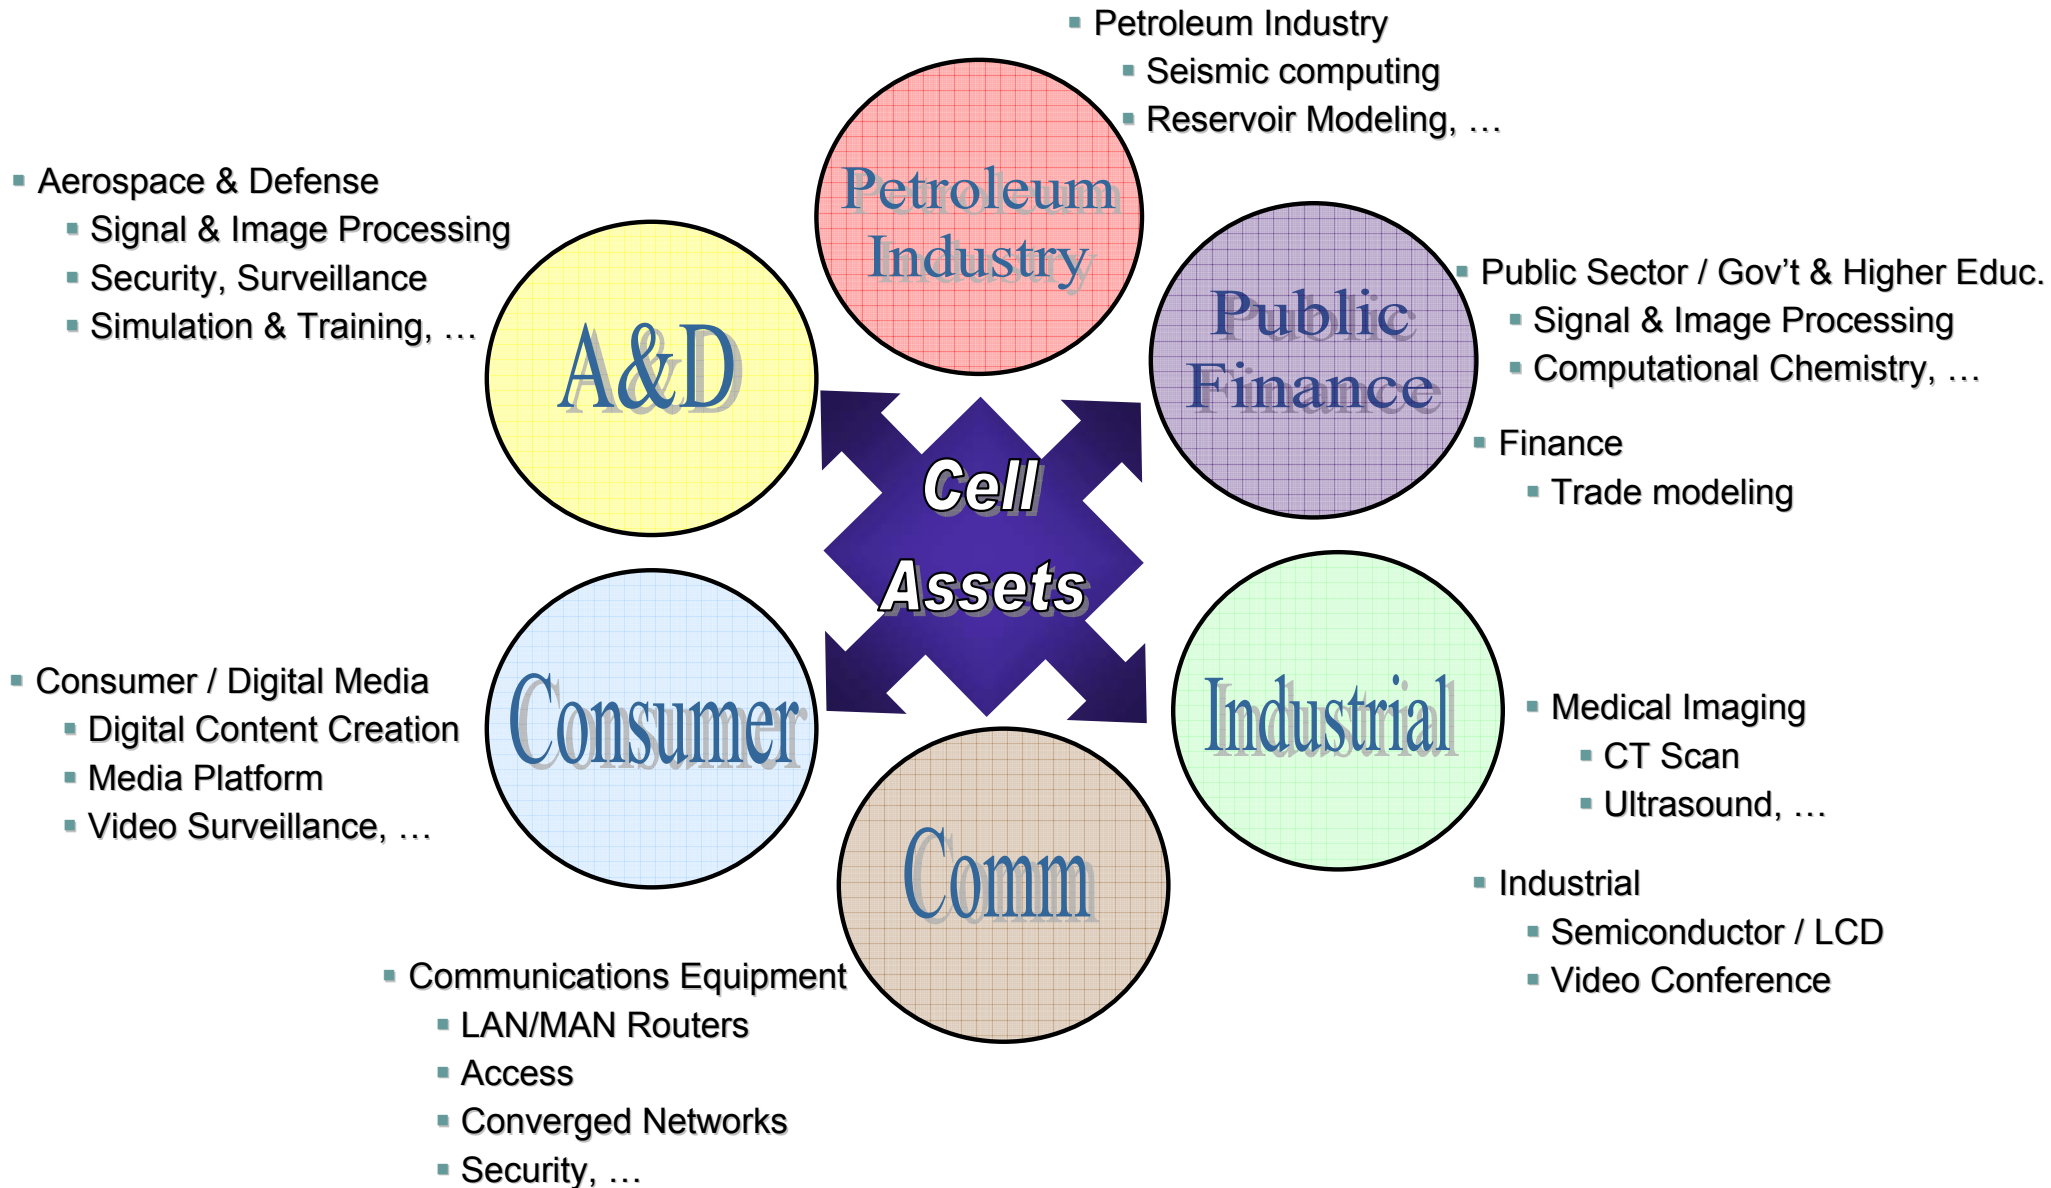 Petroleum Industry
Seismic computing
Reservoir Modeling, …
Aerospace & Defense
Signal & Image Processing
Security, Surveillance
Simulation & Training, …
Petroleum
Industry
A&D
Public
Finance
Public Sector / Gov’t & Higher Educ.
Signal & Image Processing
Computational Chemistry, …
Finance
Trade modeling
Cell
Assets
Consumer / Digital Media
Digital Content Creation
Media Platform
Video Surveillance, …
Consumer
Industrial
Medical Imaging
CT Scan
Ultrasound, …
Industrial
Semiconductor / LCD
Video Conference
Comm
Communications Equipment
LAN/MAN Routers
Access
Converged Networks
Security, …